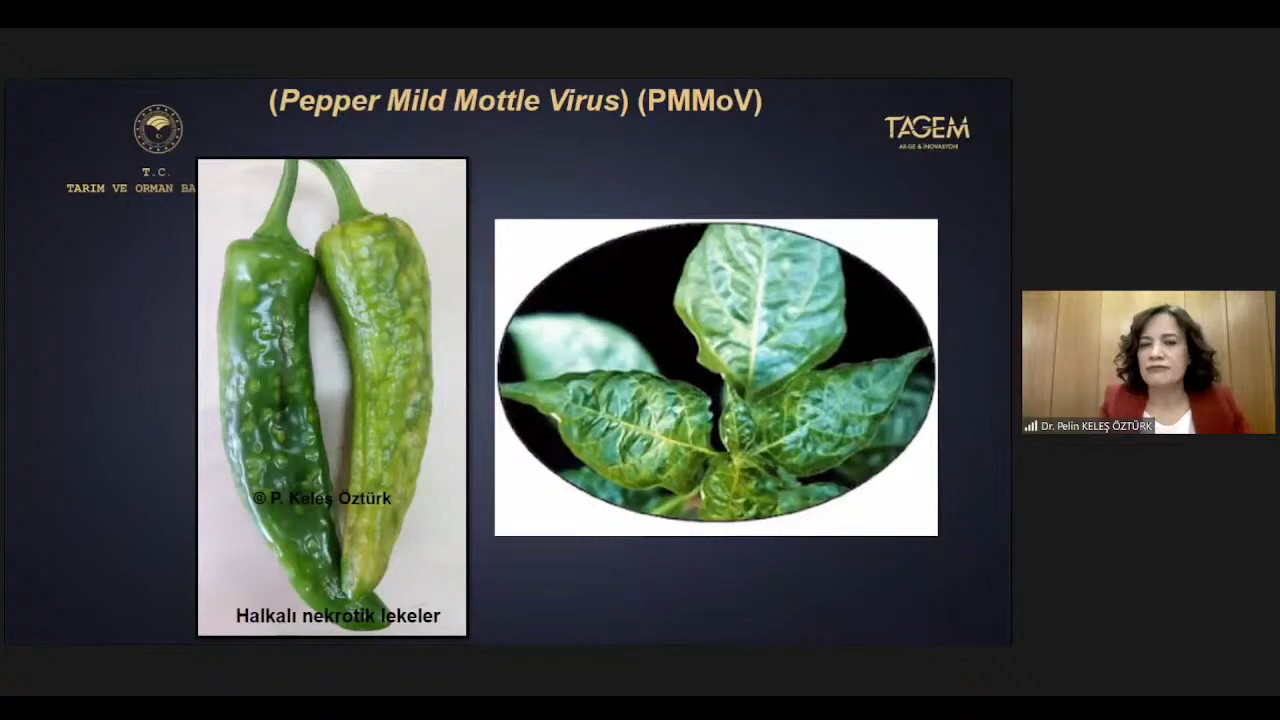 (Pepper Mild Mottle Virus) (PMMoV)
T.C.
TARIM VE ORMAN BA
TAGEM
AR-GE & İNOVASYON
© P. Keleş Öztürk
Halkalı nekrotik lekeler
Dr. Pelin KELEŞ ÖZTÜRK